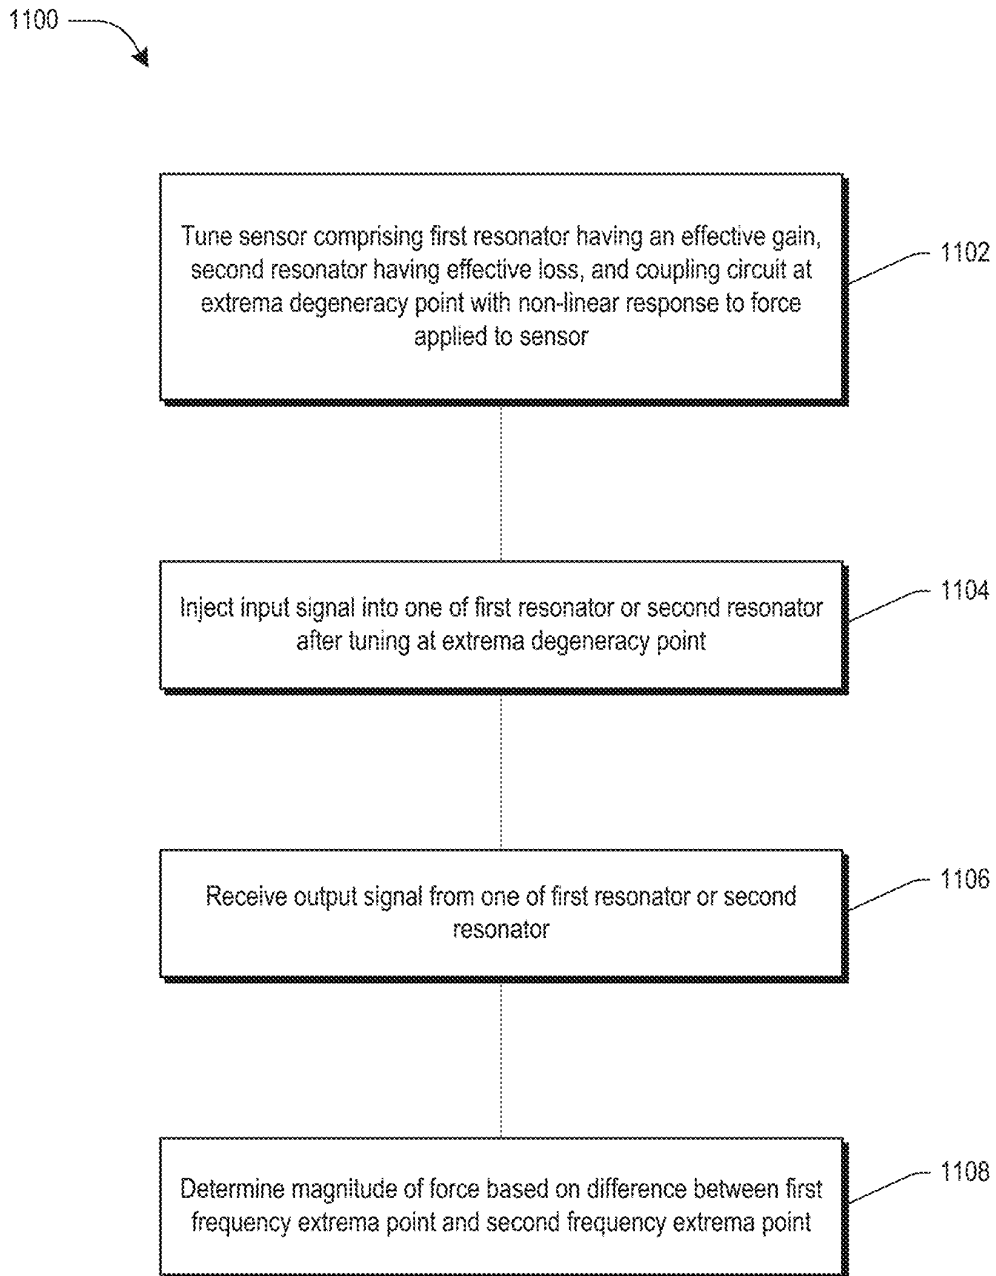 1100
Tune sensor comprising first resonator having an effective gain,
second resonator having effective loss, and coupling circuit at
extrema degeneracy point with non-linear response to force
applied to sensor
1102
Inject input signal into one of first resonator or second resonator
after tuning at extrema degeneracy point
1104
Receive output signal from one of first resonator or second
resonator
1106
Determine magnitude of force based on difference between first
frequency extrema point and second frequency extrema point
1108